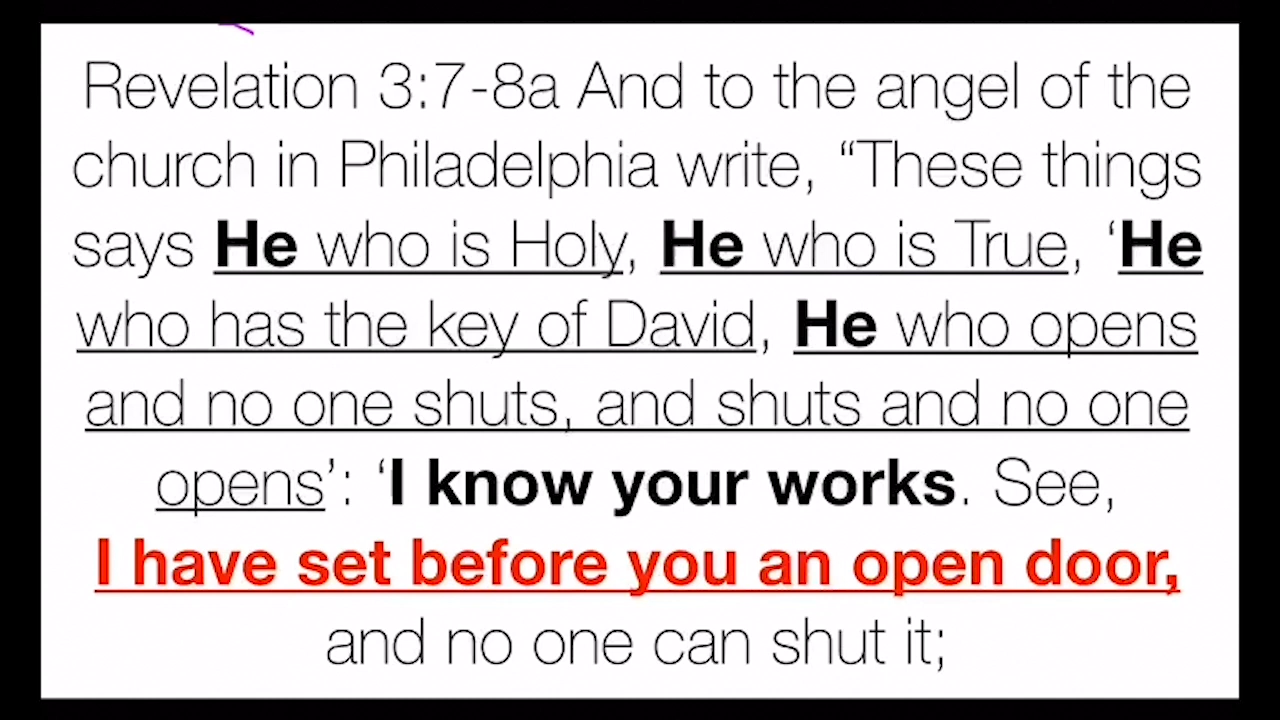 Revelation 3:7-8a And to the angel of the
church in Philadelphia write, “These things
says He who is Holy, He who is True, ‘He
who has the key of David, He who opens
and no one shuts, and shuts and no one
opens’: ‘I know your works. See,
I have set before you an open door,
and no one can shut it;